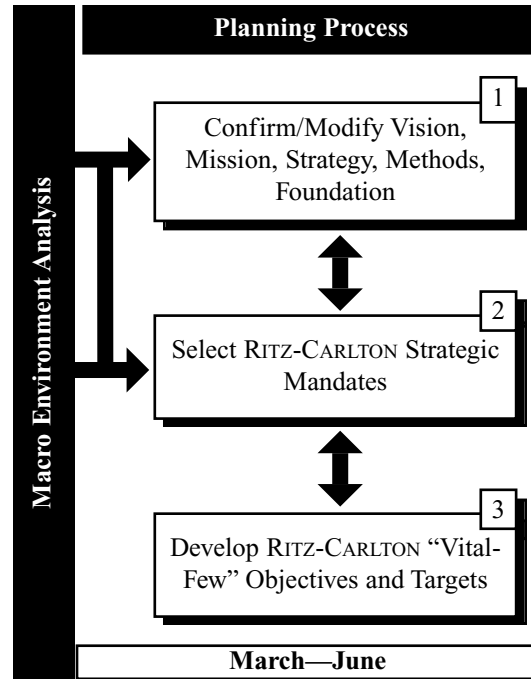 Planning Process
Macro Environment Analysis
1
Confirm/Modify Vision,
Mission, Strategy, Methods,
Foundation
2
Select RITZ-CARLTON Strategic
Mandates
3
Develop RITZ-CARLTON “Vital-
Few” Objectives and Targets
March—June